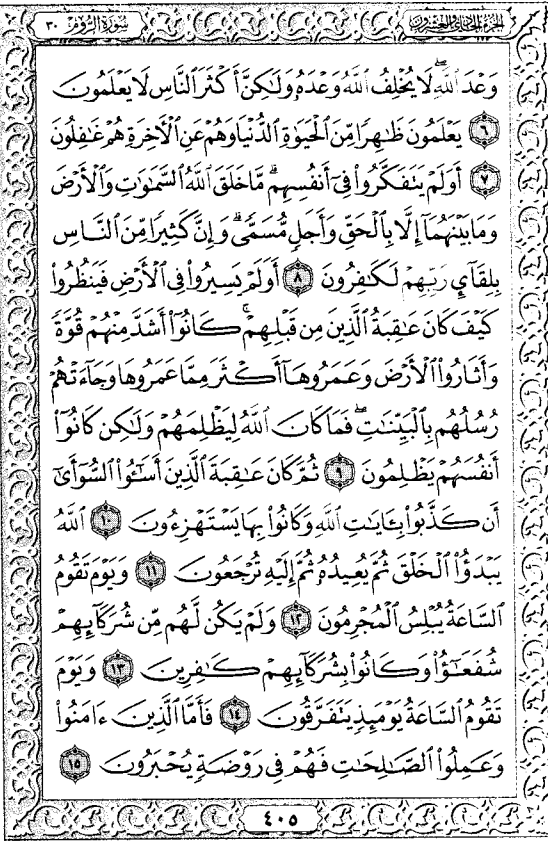 الجزء الحادي والعشرون سورة الروم ٣٠
وَعْدَ ٱللَّهِۖ لَا يُخْلِفُ ٱللَّهُ وَعْدَهُۥ وَلَٰكِنَّ أَكْثَرَ ٱلنَّاسِ لَا يَعْلَمُونَ
٦ يَعْلَمُونَ ظَٰهِرًا مِّنَ ٱلْحَيَوٰةِ ٱلدُّنْيَا وَهُمْ عَنِ ٱلْأَخِرَةِ هُمْ غَٰفِلُونَ
٧ أَوَلَمْ يَتَفَكَّرُوا۟ فِىٓ أَنفُسِهِمۗ مَّا خَلَقَ ٱللَّهُ ٱلسَّمَٰوَٰتِ وَٱلْأَرْضَ
وَمَا بَيْنَهُمَآ إِلَّا بِٱلْحَقِّ وَأَجَلٍ مُّسَمًّىۗ وَإِنَّ كَثِيرًا مِّنَ ٱلنَّاسِ
بِلِقَآئِ رَبِّهِمْ لَكَٰفِرُونَ ٨ أَوَلَمْ يَسِيرُوا۟ فِى ٱلْأَرْضِ فَيَنظُرُوا۟
كَيْفَ كَانَ عَٰقِبَةُ ٱلَّذِينَ مِن قَبْلِهِمْۚ كَانُوٓا۟ أَشَدَّ مِنْهُمْ قُوَّةً
وَأَثَارُوا۟ ٱلْأَرْضَ وَعَمَرُوهَآ أَكْثَرَ مِمَّا عَمَرُوهَا وَجَآءَتْهُمْ
رُسُلُهُم بِٱلْبَيِّنَٰتِۖ فَمَا كَانَ ٱللَّهُ لِيَظْلِمَهُمْ وَلَٰكِن كَانُوٓا۟
أَنفُسَهُمْ يَظْلِمُونَ ٩ ثُمَّ كَانَ عَٰقِبَةَ ٱلَّذِينَ أَسَٰٓـُٔوا۟ ٱلسُّوٓأَىٰٓ
أَن كَذَّبُوا۟ بِـَٔايَٰتِ ٱللَّهِ وَكَانُوا۟ بِهَا يَسْتَهْزِءُونَ ١٠ ٱللَّهُ
يَبْدَؤُا۟ ٱلْخَلْقَ ثُمَّ يُعِيدُهُۥ ثُمَّ إِلَيْهِ تُرْجَعُونَ ١١ وَيَوْمَ تَقُومُ
ٱلسَّاعَةُ يُبْلِسُ ٱلْمُجْرِمُونَ ١٢ وَلَمْ يَكُن لَّهُم مِّن شُرَكَآئِهِمْ
شُفَعَٰٓؤُا۟ وَكَانُوا۟ بِشُرَكَآئِهِمْ كَٰفِرِينَ ١٣ وَيَوْمَ
تَقُومُ ٱلسَّاعَةُ يَوْمَئِذٍ يَتَفَرَّقُونَ ١٤ فَأَمَّا ٱلَّذِينَ ءَامَنُوا۟
وَعَمِلُوا۟ ٱلصَّٰلِحَٰتِ فَهُمْ فِى رَوْضَةٍ يُحْبَرُونَ ١٥
٤٠٥